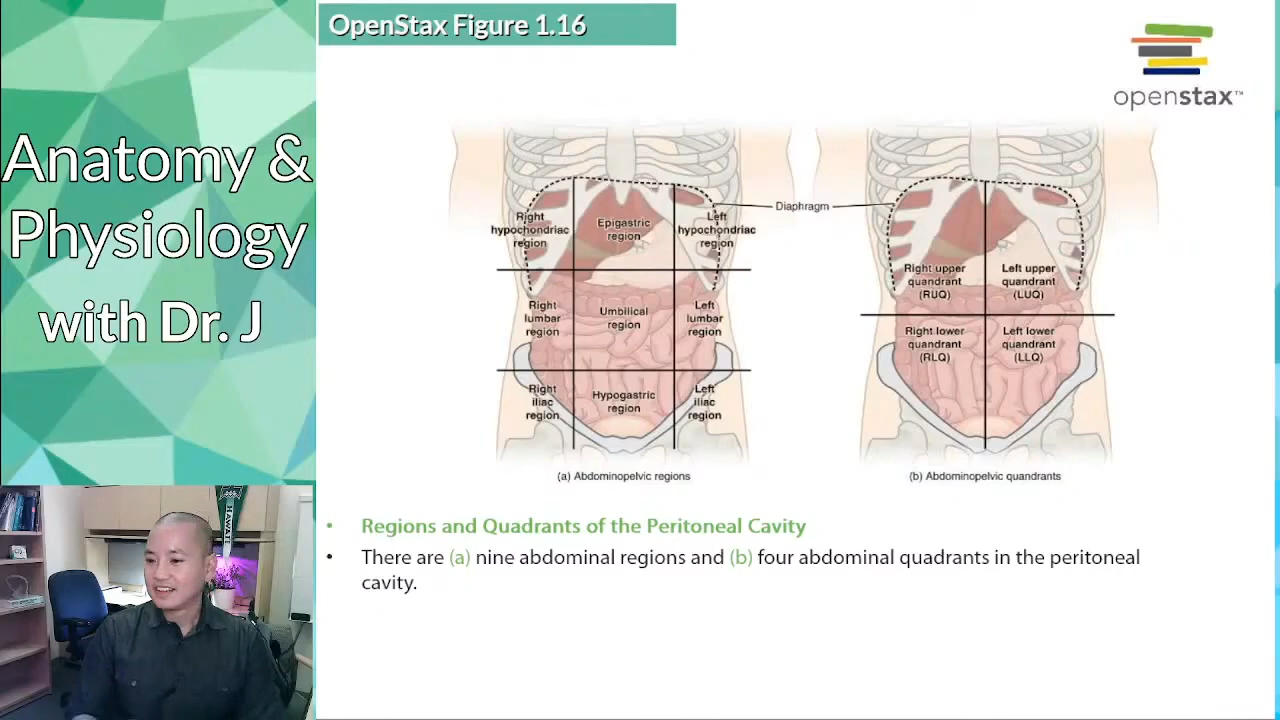 Anatomy &
Physiology
with Dr. J
OpenStax Figure 1.16
openstax™
Right
hypochondriac
region
Epigastric
region
Left
hypochondriac
region
Right
lumbar
region
Umbilical
region
Left
lumbar
region
Right
iliac
region
Hypogastric
region
Left
iliac
region
(a) Abdominopelvic regions
Diaphragm
Right upper
quadrant
(RUQ)
Left upper
quadrant
(LUQ)
Right lower
quadrant
(RLQ)
Left lower
quadrant
(LLQ)
(b) Abdominopelvic quadrants
• Regions and Quadrants of the Peritoneal Cavity
• There are (a) nine abdominal regions and (b) four abdominal quadrants in the peritoneal
cavity.
HAWAII